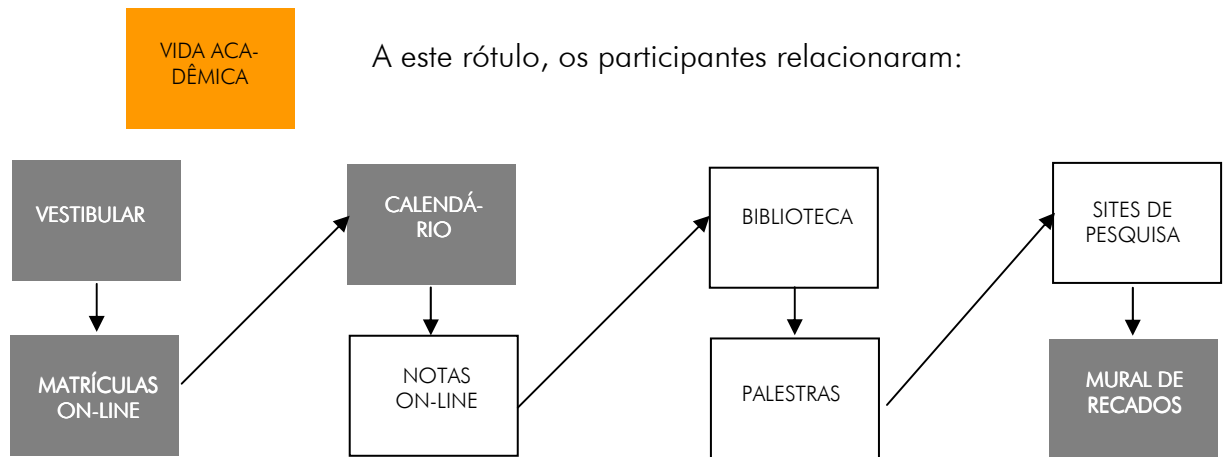 VIDA ACA-
DÊMICA
A este rótulo, os participantes relacionaram:
VESTIBULAR
MATRÍCULAS
ON-LINE
CALENDÁ-
RIO
NOTAS
ON-LINE
BIBLIOTECA
PALESTRAS
SITES DE
PESQUISA
MURAL DE
RECADOS